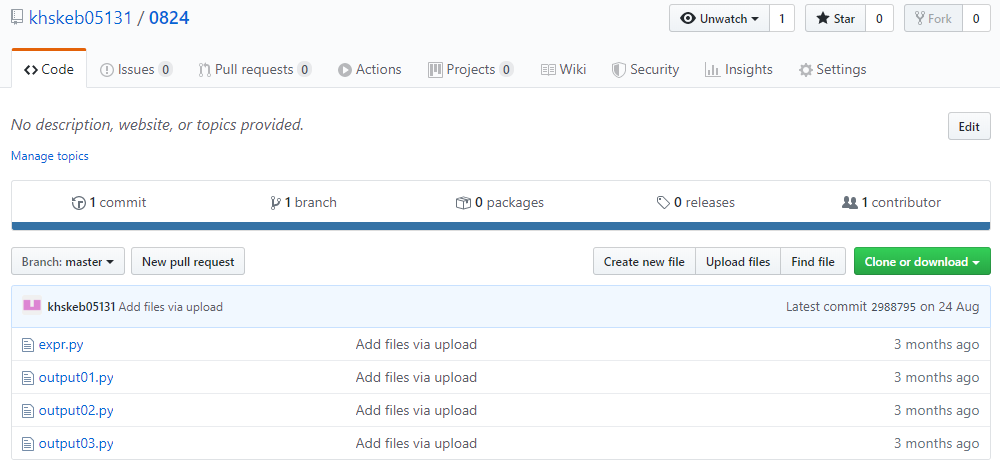 khskeb05131 / 0824 Unwatch 1 Star 0 Fork 0
Code Issues 0 Pull requests 0 Actions Projects 0 Wiki Security Insights Settings
No description, website, or topics provided. Edit
Manage topics
1 commit 1 branch 0 packages 0 releases 1 contributor
Branch: master New pull request Create new file Upload files Find file Clone or download
khskeb05131 Add files via upload Latest commit 2988795 on 24 Aug
expr.py Add files via upload 3 months ago
output01.py Add files via upload 3 months ago
output02.py Add files via upload 3 months ago
output03.py Add files via upload 3 months ago